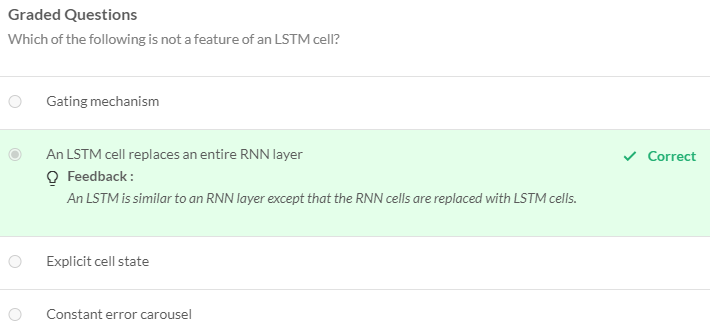 Graded Questions
Which of the following is not a feature of an LSTM cell?
Gating mechanism
An LSTM cell replaces an entire RNN layer
Correct
Feedback :
An LSTM is similar to an RNN layer except that the RNN cells are replaced with LSTM cells.
Explicit cell state
Constant error carousel